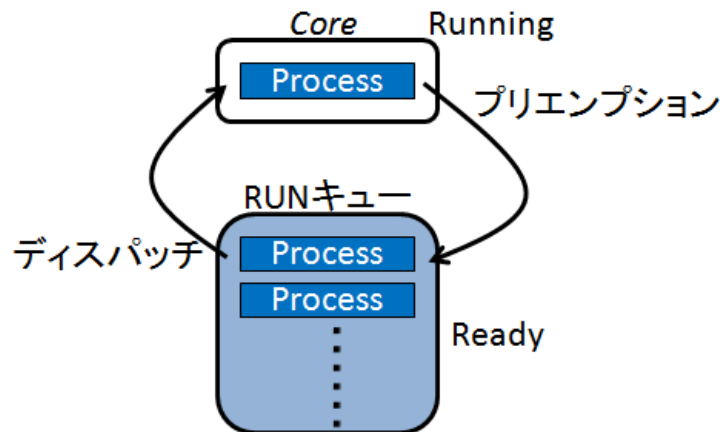 Core Running
Process
プリエンプション
RUNキュー
ディスパッチ
Process
Process
Ready